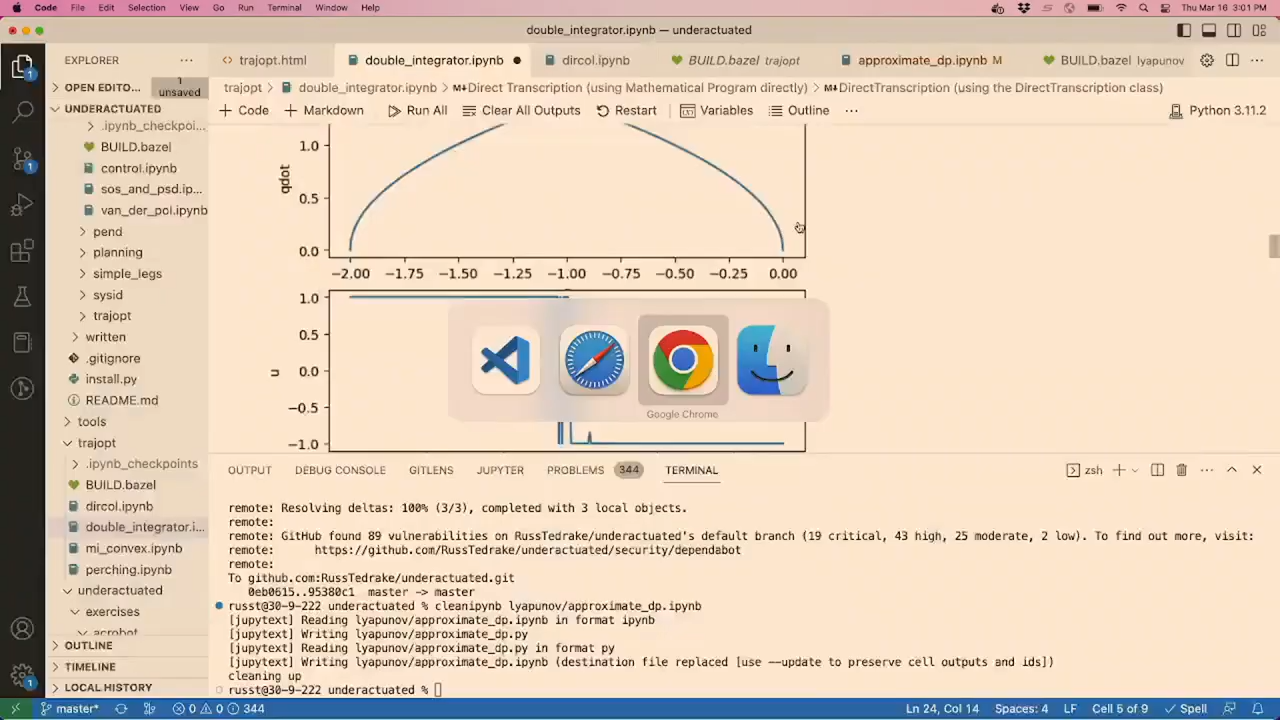 Code File Edit Selection View Go Run Terminal Window Help Thu Mar 16 3:01 PM
double_integrator.ipynb — underactuated
EXPLORER
trajopt.html double_integrator.ipynb dircol.ipynb BUILD.bazel trajopt approximate_dp.ipynb M BUILD.bazel lyapunov
OPEN EDITO... 1 unsaved
trajopt > double_integrator.ipynb > M↓Direct Transcription (using Mathematical Program directly) > M↓DirectTranscription (using the DirectTranscription class)
UNDERACTUATED
+ Code + Markdown Run All Clear All Outputs Restart Variables Outline ... Python 3.11.2
.ipynb_checkpoi...
BUILD.bazel
control.ipynb
sos_and_psd.ip...
van_der_pol.ipynb
pend
planning
simple_legs
sysid
trajopt
written
.gitignore
install.py
README.md
tools
trajopt
.ipynb_checkpoints
BUILD.bazel
dircol.ipynb
double_integrator.i...
mi_convex.ipynb
perching.ipynb
underactuated
exercises
acrobot
OUTLINE
TIMELINE
LOCAL HISTORY
1.0
qdot
0.5
0.0
−2.00 −1.75 −1.50 −1.25 −1.00 −0.75 −0.50 −0.25 0.00
1.0
0.5
u
0.0
−0.5
−1.0
Google Chrome
OUTPUT DEBUG CONSOLE GITLENS JUPYTER PROBLEMS 344 TERMINAL zsh
remote: Resolving deltas: 100% (3/3), completed with 3 local objects.
remote:
remote: GitHub found 89 vulnerabilities on RussTedrake/underactuated's default branch (19 critical, 43 high, 25 moderate, 2 low). To find out more, visit:
remote: https://github.com/RussTedrake/underactuated/security/dependabot
remote:
To github.com:RussTedrake/underactuated.git
0eb0615..95380c1 master -> master
russt@30-9-222 underactuated % cleanipynb lyapunov/approximate_dp.ipynb
[jupytext] Reading lyapunov/approximate_dp.ipynb in format ipynb
[jupytext] Writing lyapunov/approximate_dp.py
[jupytext] Reading lyapunov/approximate_dp.py in format py
[jupytext] Writing lyapunov/approximate_dp.ipynb (destination file replaced [use --update to preserve cell outputs and ids])
cleaning up
russt@30-9-222 underactuated %
1
1
1
master* 0 0 344 Ln 24, Col 14 Spaces: 4 LF Cell 5 of 9 Spell